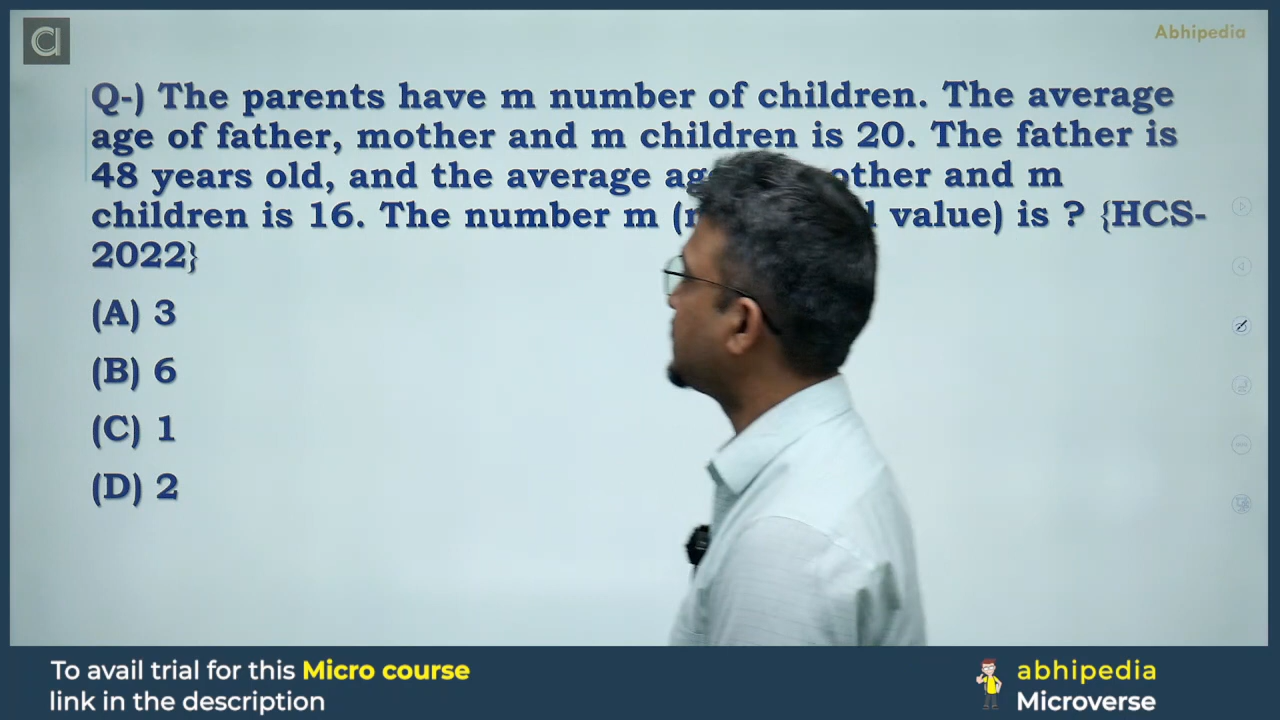 Abhipedia
Q-) The parents have m number of children. The average
age of father, mother and m children is 20. The father is
48 years old, and the average and m
children is 16. The number m value) is ? {HCS-
2022}
(A) 3
(B) 6
(C) 1
(D) 2
To avail trial for this Micro course
link in the description
abhipedia
Microverse